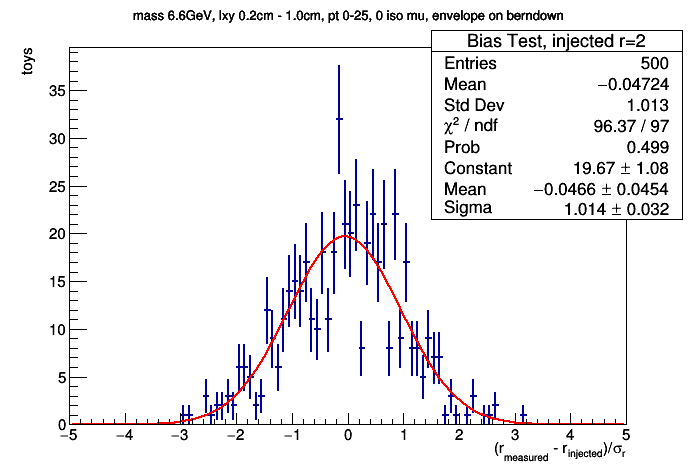 mass 6.6GeV, lxy 0.2cm - 1.0cm, pt 0-25, 0 iso mu, envelope on berndown
toys
Bias Test, injected r=2
Entries 500
Mean −0.04724
Std Dev 1.013
χ² / ndf 96.37 / 97
Prob 0.499
Constant 19.67 ± 1.08
Mean −0.0466 ± 0.0454
Sigma 1.014 ± 0.032
35
30
25
20
15
10
5
0
−5 −4 −3 −2 −1 0 1 2 3 4 5
(r_measured - r_injected)/σ_r